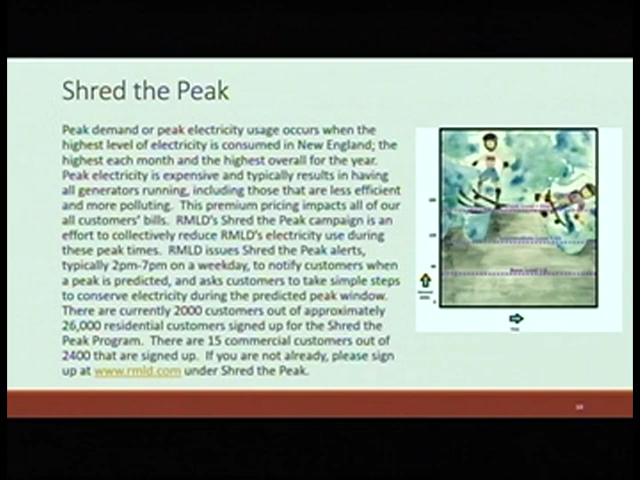 Shred the Peak
Peak demand or peak electricity usage occurs when the
highest level of electricity is consumed in New England; the
highest each month and the highest overall for the year.
Peak electricity is expensive and typically results in having
all generators running, including those that are less efficient
and more polluting. This premium pricing impacts all of our
all customers' bills. RMLD's Shred the Peak campaign is an
effort to collectively reduce RMLD's electricity use during
these peak times. RMLD issues Shred the Peak alerts,
typically 2pm-7pm on a weekday, to notify customers when
a peak is predicted, and asks customers to take simple steps
to conserve electricity during the predicted peak window.
There are currently 2000 customers out of approximately
26,000 residential customers signed up for the Shred the
Peak Program. There are 15 commercial customers out of
2400 that are signed up. If you are not already, please sign
up at www.rmld.com under Shred the Peak.